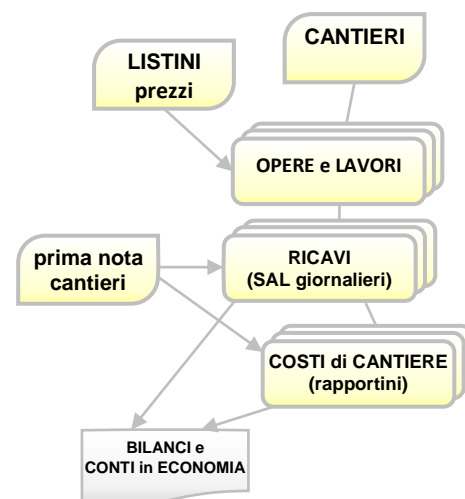 CANTIERI
LISTINI
prezzi
OPERE e LAVORI
prima nota
cantieri
RICAVI
(SAL giornalieri)
COSTI di CANTIERE
(rapportini)
BILANCI e
CONTI in ECONOMIA